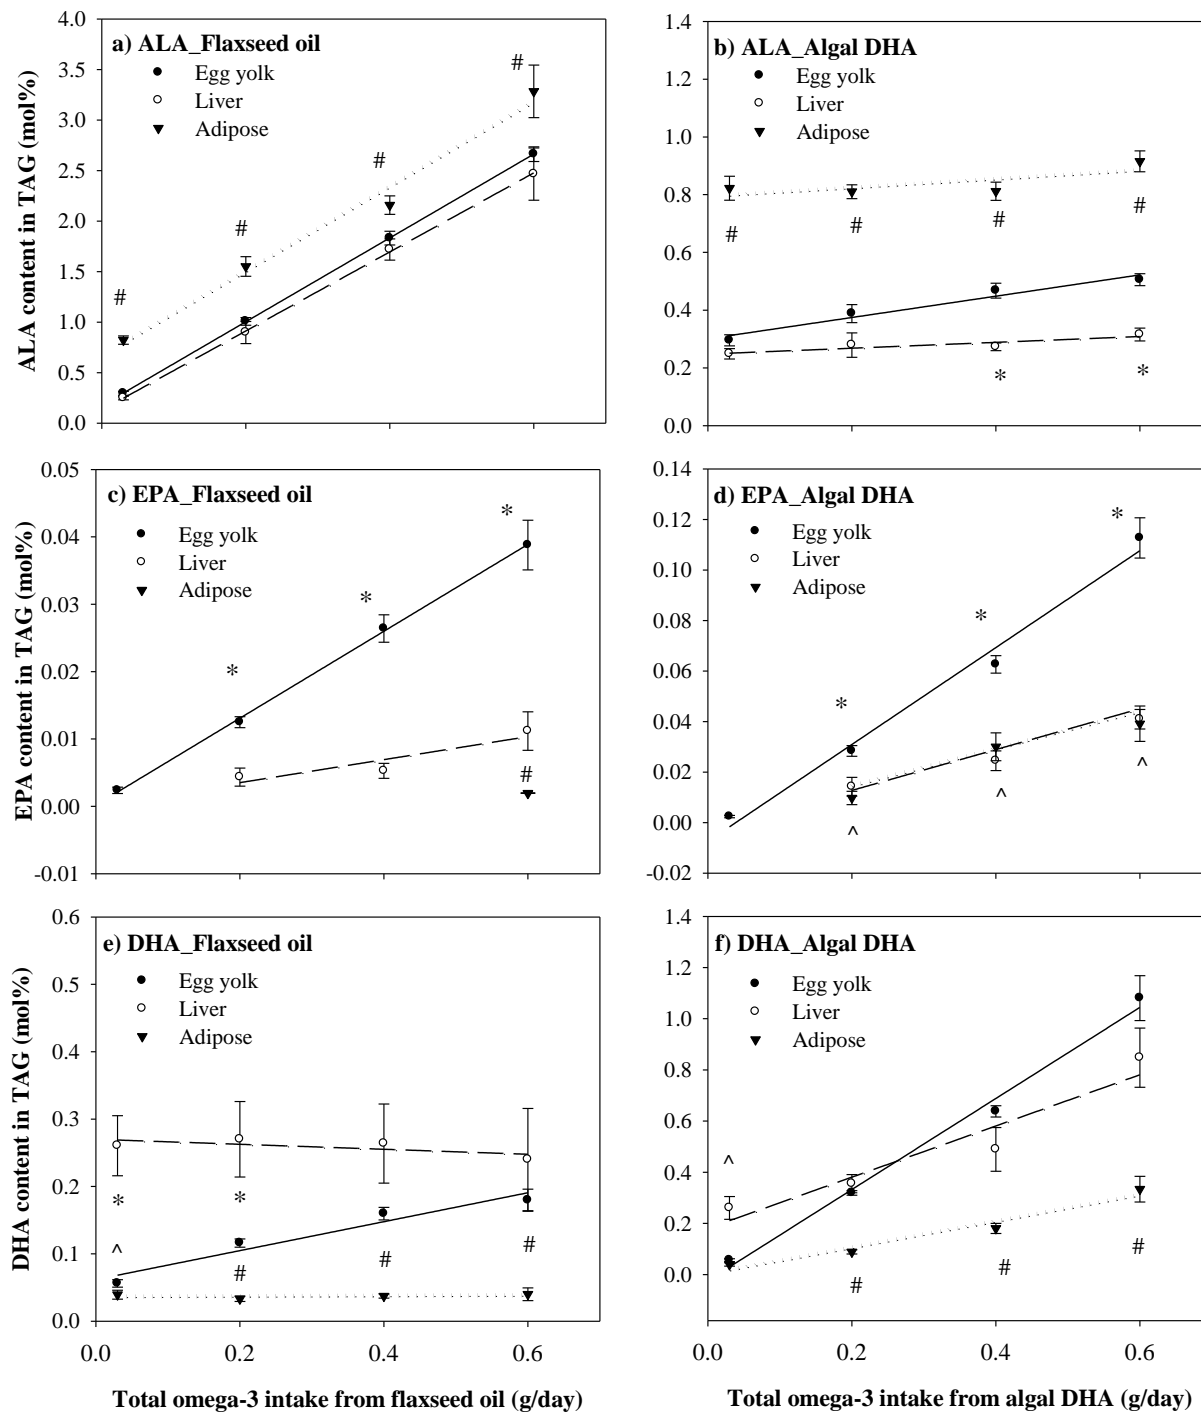 a) ALA_Flaxseed oil
Egg yolk
Liver
Adipose
4.0
3.5
3.0
2.5
2.0
1.5
1.0
0.5
0.0
ALA content in TAG (mol%)
# # # #
b) ALA_Algal DHA
Egg yolk
Liver
Adipose
1.4
1.2
1.0
0.8
0.6
0.4
0.2
0.0
# # # #
* *
c) EPA_Flaxseed oil
Egg yolk
Liver
Adipose
0.05
0.04
0.03
0.02
0.01
0.00
-0.01
EPA content in TAG (mol%)
* * *
#
d) EPA_Algal DHA
Egg yolk
Liver
Adipose
0.14
0.12
0.10
0.08
0.06
0.04
0.02
0.00
-0.02
* * *
^ ^ ^
e) DHA_Flaxseed oil
Egg yolk
Liver
Adipose
0.6
0.5
0.4
0.3
0.2
0.1
0.0
DHA content in TAG (mol%)
* *
^ # # #
0.0 0.2 0.4 0.6
Total omega-3 intake from flaxseed oil (g/day)
f) DHA_Algal DHA
Egg yolk
Liver
Adipose
1.4
1.2
1.0
0.8
0.6
0.4
0.2
0.0
^
# # #
0.0 0.2 0.4 0.6
Total omega-3 intake from algal DHA (g/day)